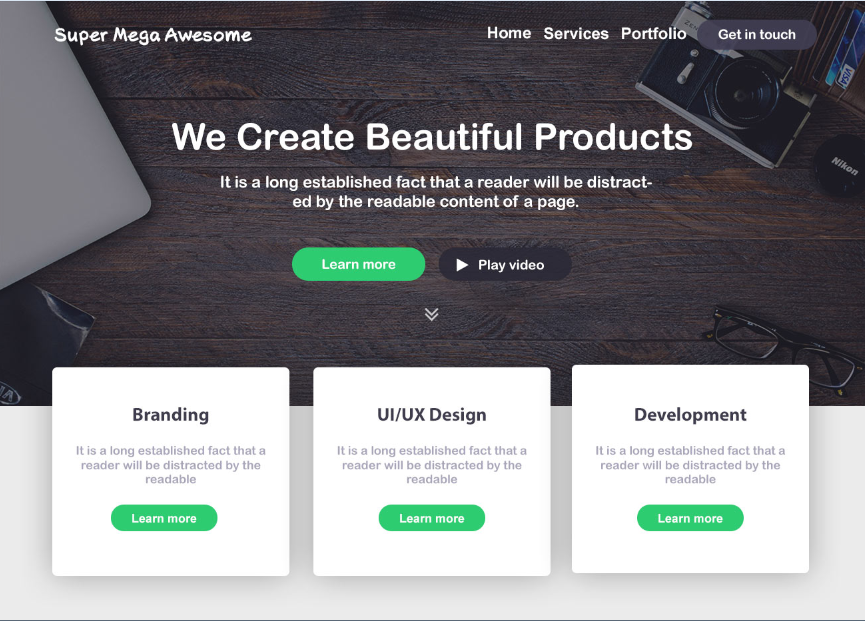 Super Mega Awesome
Home Services Portfolio Get in touch
We Create Beautiful Products
It is a long established fact that a reader will be distract-
ed by the readable content of a page.
Learn more
Play video
Nikon
VISA
Branding
It is a long established fact that a
reader will be distracted by the
readable
Learn more
UI/UX Design
It is a long established fact that a
reader will be distracted by the
readable
Learn more
Development
It is a long established fact that a
reader will be distracted by the
readable
Learn more